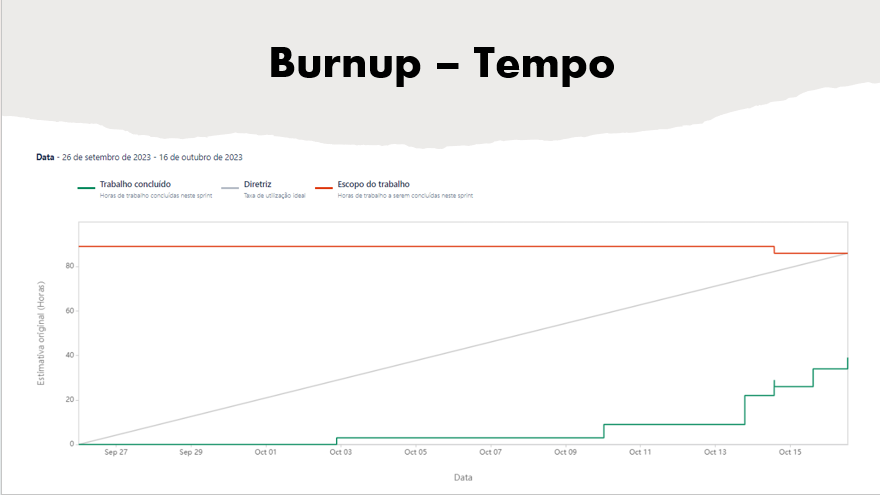 Burnup – Tempo
Data - 26 de setembro de 2023 - 16 de outubro de 2023
Trabalho concluído
Horas de trabalho concluídas neste sprint
Diretriz
Taxa de utilização ideal
Escopo do trabalho
Horas de trabalho a serem concluídas neste sprint
Estimativa original (Horas)
80
60
40
20
0
Sep 27 Sep 29 Oct 01 Oct 03 Oct 05 Oct 07 Oct 09 Oct 11 Oct 13 Oct 15
Data